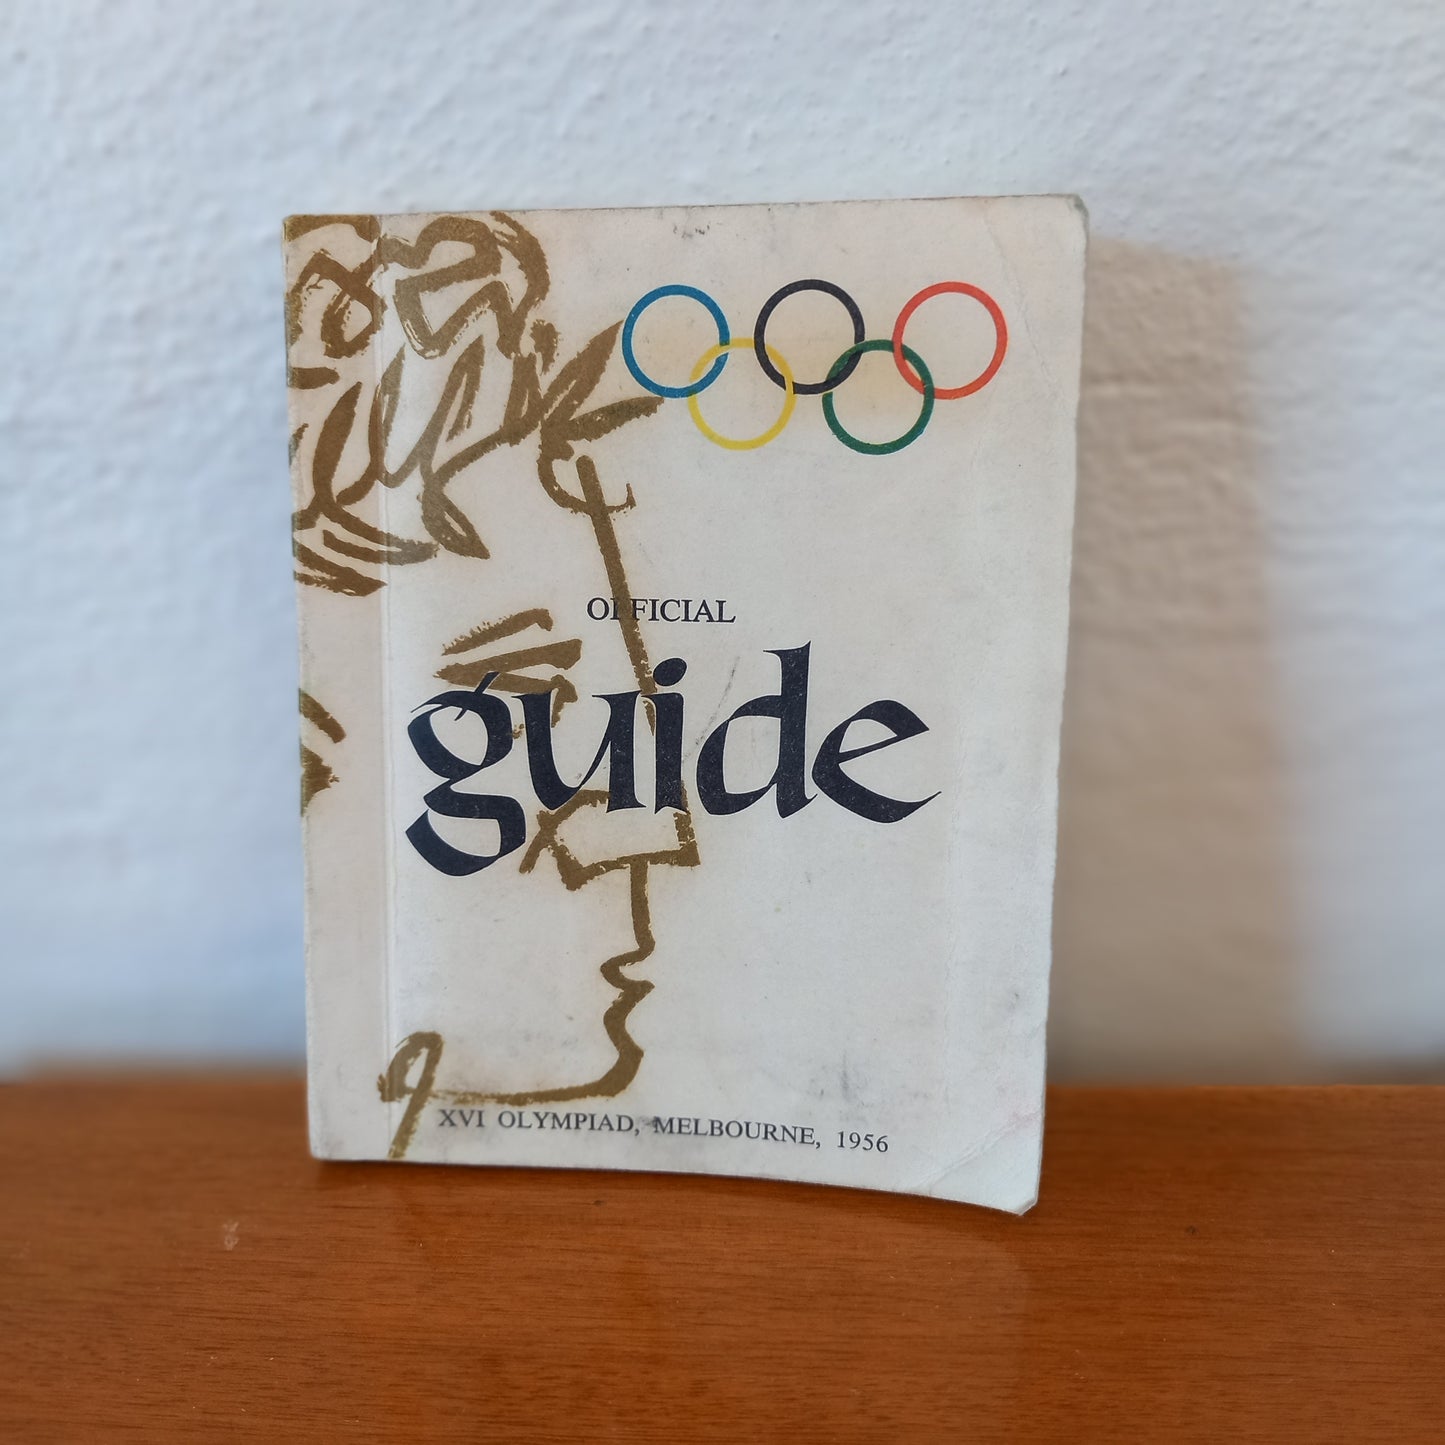 OFFICIAL
guide
XVI OLYMPIAD, MELBOURNE, 1956